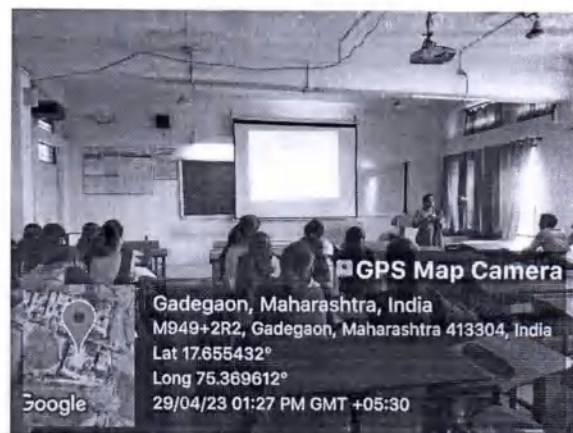 GPS Map Camera
Gadegaon, Maharashtra, India
M949+2R2, Gadegaon, Maharashtra 413304, India
Lat 17.655432°
Long 75.369612°
29/04/23 01:27 PM GMT +05:30
Google